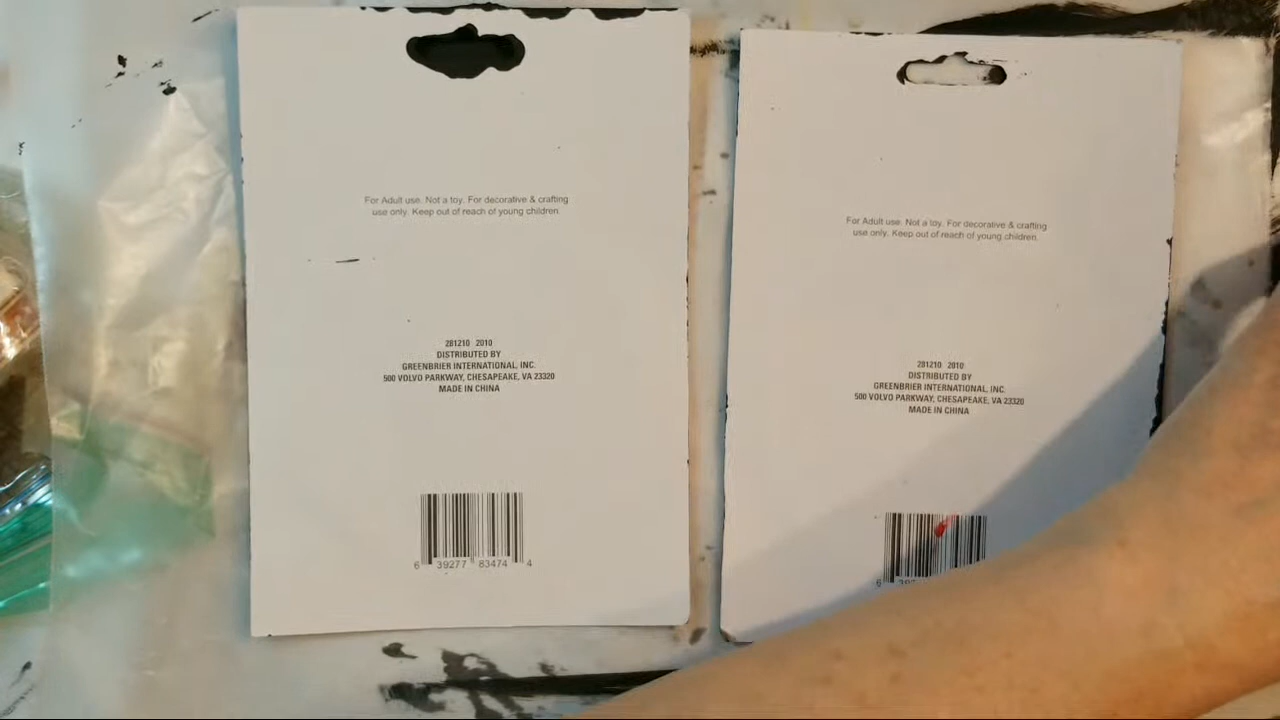 For Adult use. Not a toy. For decorative & crafting
use only. Keep out of reach of young children.
281210 2010
DISTRIBUTED BY
GREENBRIER INTERNATIONAL, INC.
500 VOLVO PARKWAY, CHESAPEAKE, VA 23320
MADE IN CHINA
6 39277 83474 4
For Adult use. Not a toy. For decorative & crafting
use only. Keep out of reach of young children.
281210 2010
DISTRIBUTED BY
GREENBRIER INTERNATIONAL, INC.
500 VOLVO PARKWAY, CHESAPEAKE, VA 23320
MADE IN CHINA
6